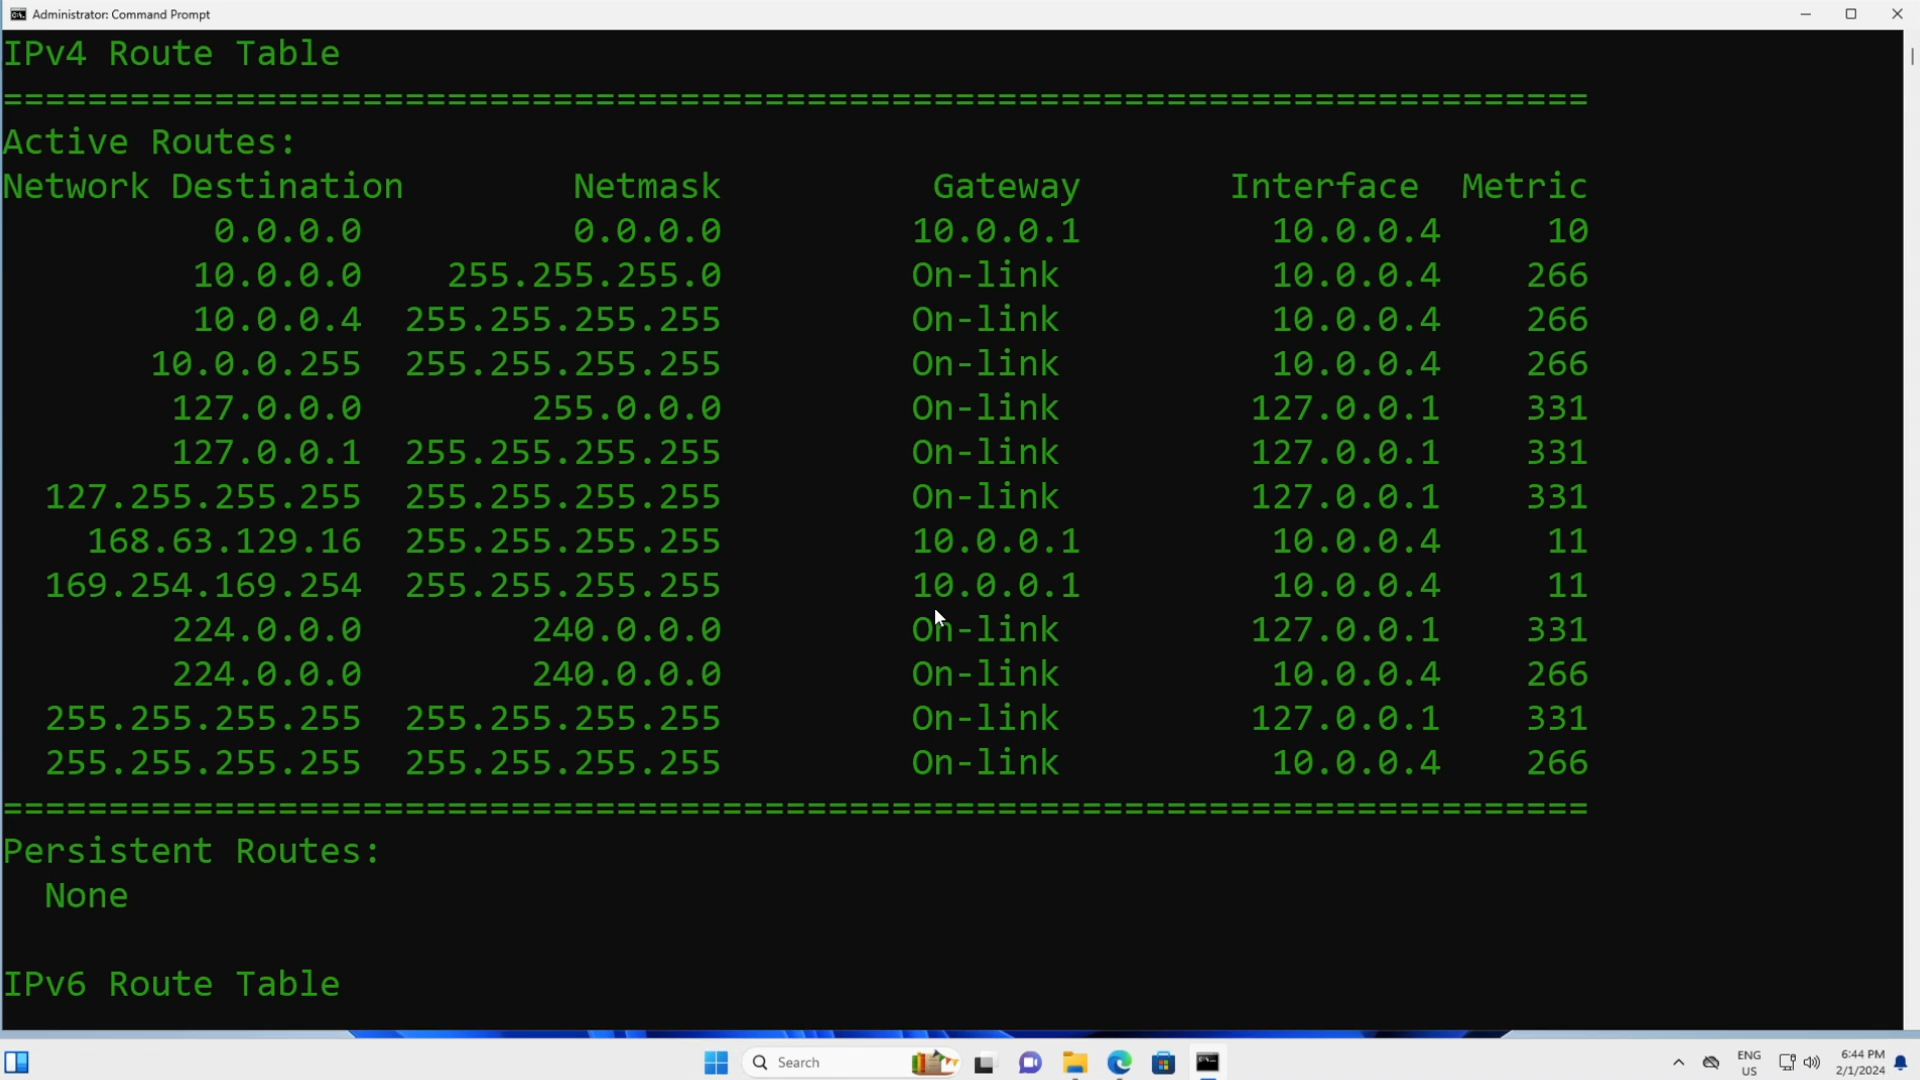 Administrator: Command Prompt
IPv4 Route Table
===========================================================================
Active Routes:
Network Destination        Netmask          Gateway       Interface  Metric
          0.0.0.0          0.0.0.0         10.0.0.1         10.0.0.4     10
         10.0.0.0    255.255.255.0         On-link          10.0.0.4    266
         10.0.0.4  255.255.255.255         On-link          10.0.0.4    266
       10.0.0.255  255.255.255.255         On-link          10.0.0.4    266
        127.0.0.0        255.0.0.0         On-link         127.0.0.1    331
        127.0.0.1  255.255.255.255         On-link         127.0.0.1    331
  127.255.255.255  255.255.255.255         On-link         127.0.0.1    331
    168.63.129.16  255.255.255.255         10.0.0.1         10.0.0.4     11
  169.254.169.254  255.255.255.255         10.0.0.1         10.0.0.4     11
        224.0.0.0        240.0.0.0         On-link         127.0.0.1    331
        224.0.0.0        240.0.0.0         On-link          10.0.0.4    266
  255.255.255.255  255.255.255.255         On-link         127.0.0.1    331
  255.255.255.255  255.255.255.255         On-link          10.0.0.4    266
===========================================================================
Persistent Routes:
  None
IPv6 Route Table
Search
ENG
US
6:44 PM
2/1/2024